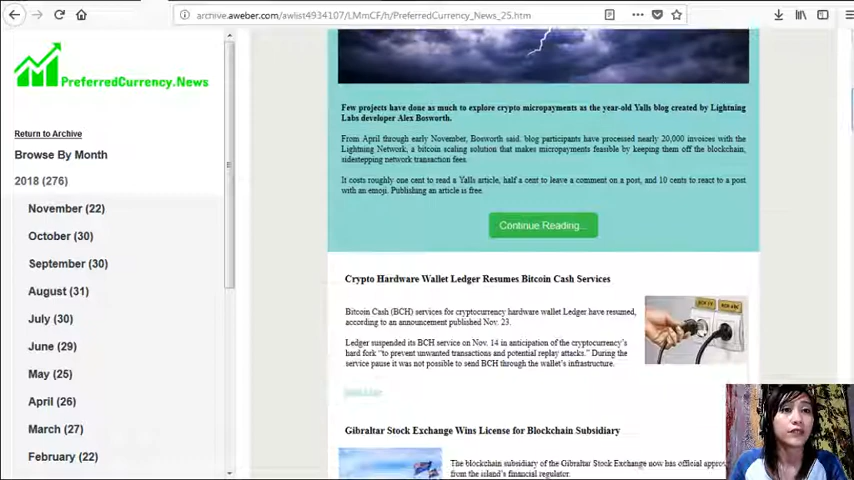 archive.aweber.com/awlist4934107/LMmCF/h/PreferredCurrency_News_25.htm
PreferredCurrency.News
Return to Archive
Browse By Month
2018 (276)
November (22)
October (30)
September (30)
August (31)
July (30)
June (29)
May (25)
April (26)
March (27)
February (22)
Few projects have done as much to explore crypto micropayments as the year-old Yalls blog created by Lightning
Labs developer Alex Bosworth.
From April through early November, Bosworth said, blog participants have processed nearly 20,000 invoices with the
Lightning Network, a bitcoin scaling solution that makes micropayments feasible by keeping them off the blockchain,
sidestepping network transaction fees.
It costs roughly one cent to read a Yalls article, half a cent to leave a comment on a post, and 10 cents to react to a post
with an emoji. Publishing an article is free.
Continue Reading...
Crypto Hardware Wallet Ledger Resumes Bitcoin Cash Services
Bitcoin Cash (BCH) services for cryptocurrency hardware wallet Ledger have resumed,
according to an announcement published Nov. 23.
Ledger suspended its BCH service on Nov. 14 in anticipation of the cryptocurrency's
hard fork "to prevent unwanted transactions and potential replay attacks." During the
service pause it was not possible to send BCH through the wallet's infrastructure.
Gibraltar Stock Exchange Wins License for Blockchain Subsidiary
The blockchain subsidiary of the Gibraltar Stock Exchange now has official approv
from the island's financial regulator.